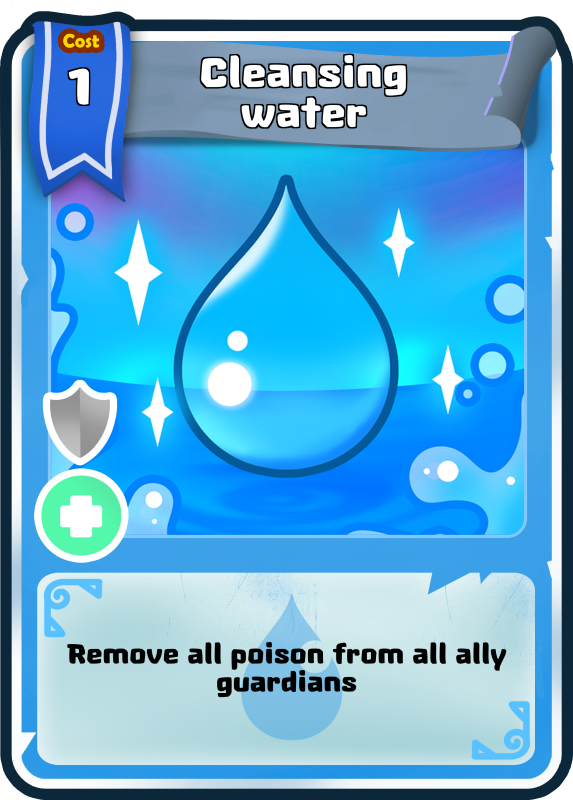 Cost
1
Cleansing
water
Remove all poison from all ally
guardians